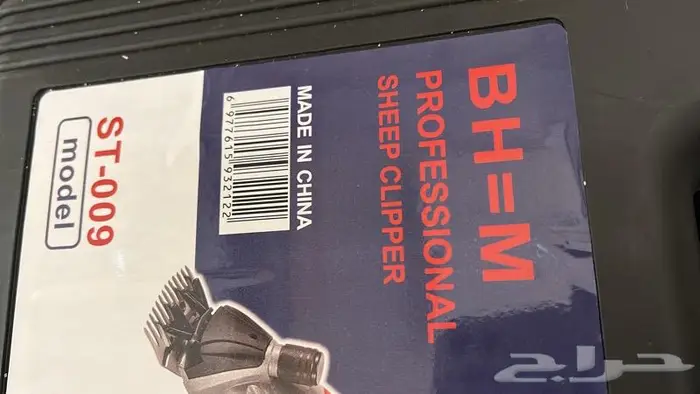 BH=M
PROFESSIONAL
SHEEP CLIPPER
MADE IN CHINA
6 977615 932122
ST-009
model
حراج